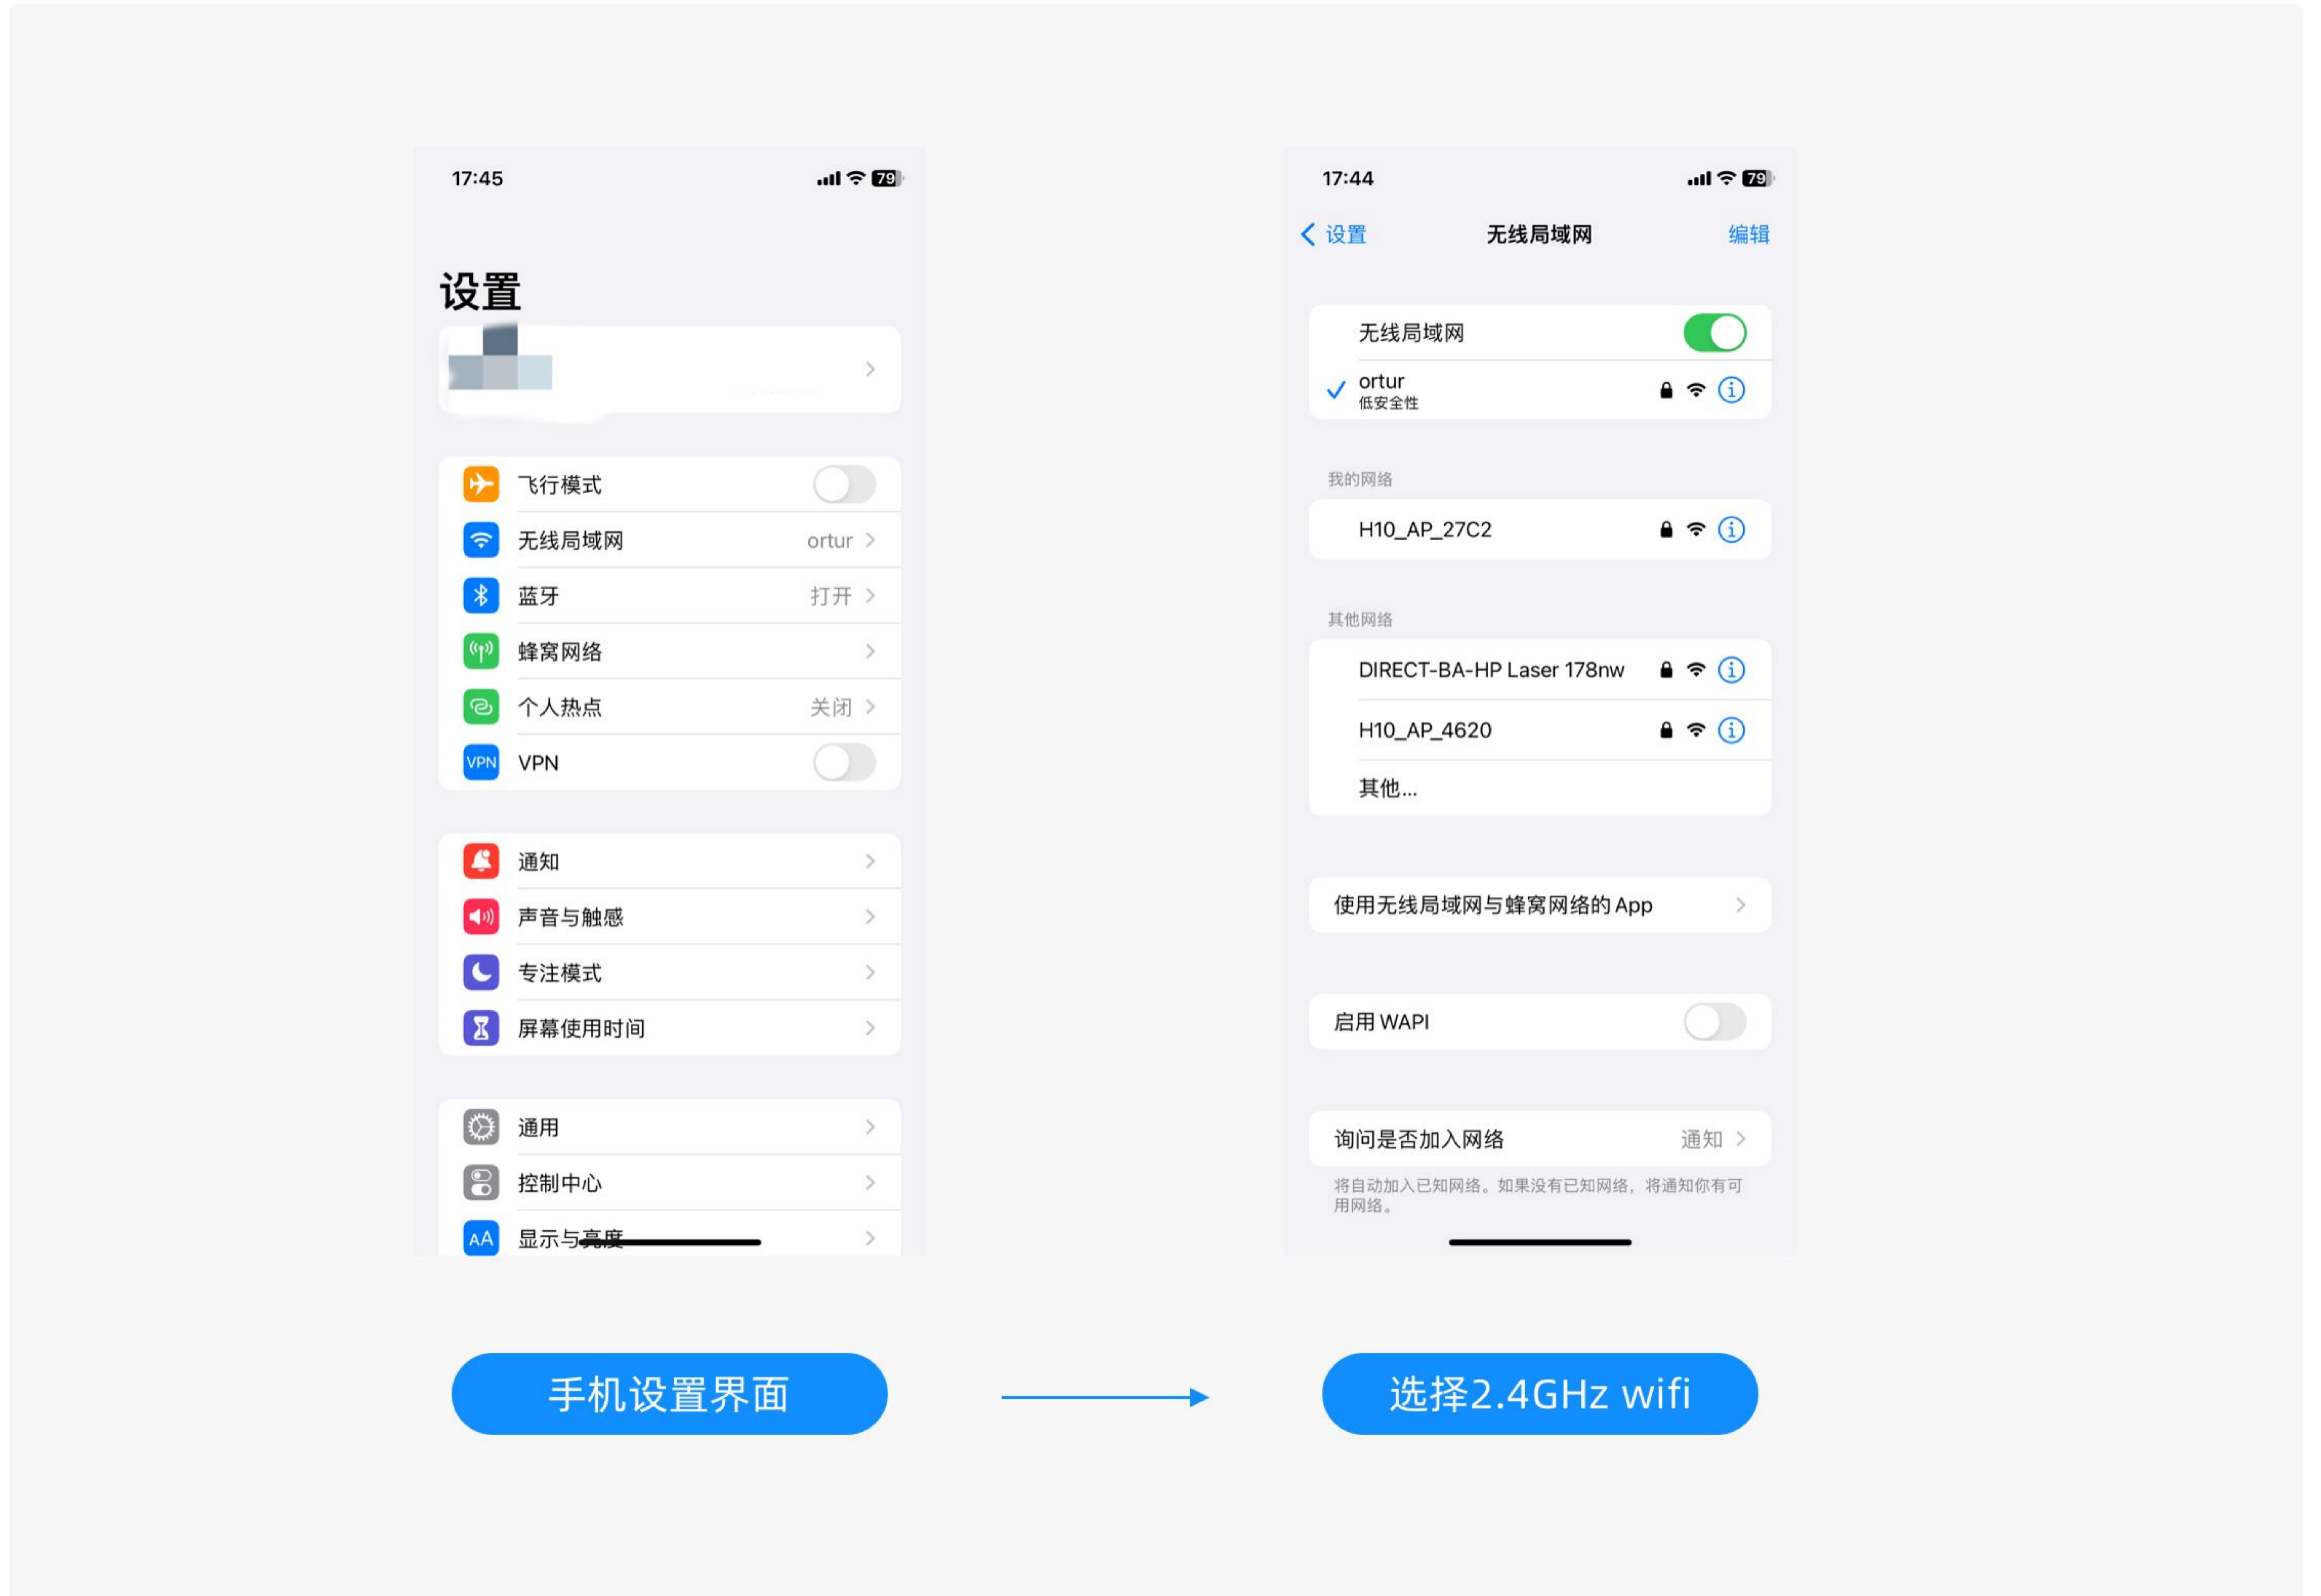 17:45
79
设置
飞行模式
无线局域网 ortur
蓝牙 打开
蜂窝网络
个人热点 关闭
VPN VPN
通知
声音与触感
专注模式
屏幕使用时间
通用
控制中心
AA 显示与亮度
手机设置界面
17:44
79
设置 无线局域网 编辑
无线局域网
ortur
低安全性
我的网络
H10_AP_27C2
其他网络
DIRECT-BA-HP Laser 178nw
H10_AP_4620
其他...
使用无线局域网与蜂窝网络的 App
启用 WAPI
询问是否加入网络 通知
将自动加入已知网络。如果没有已知网络，将通知你有可
用网络。
选择2.4GHz wifi